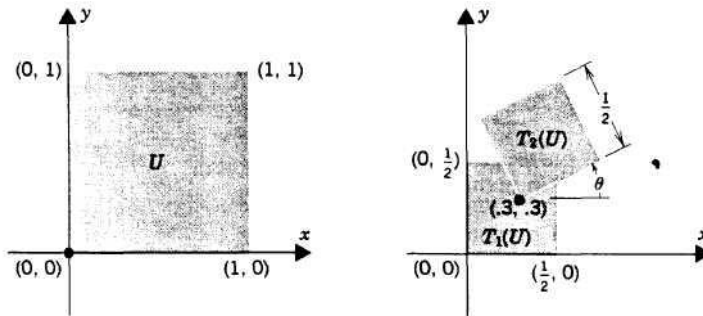 y
(0, 1)
(1, 1)
U
x
(0, 0)
(1, 0)
y
1/2
T₂(U)
(0, 1/2)
θ
(.3, .3)
T₁(U)
x
(0, 0)
(1/2, 0)